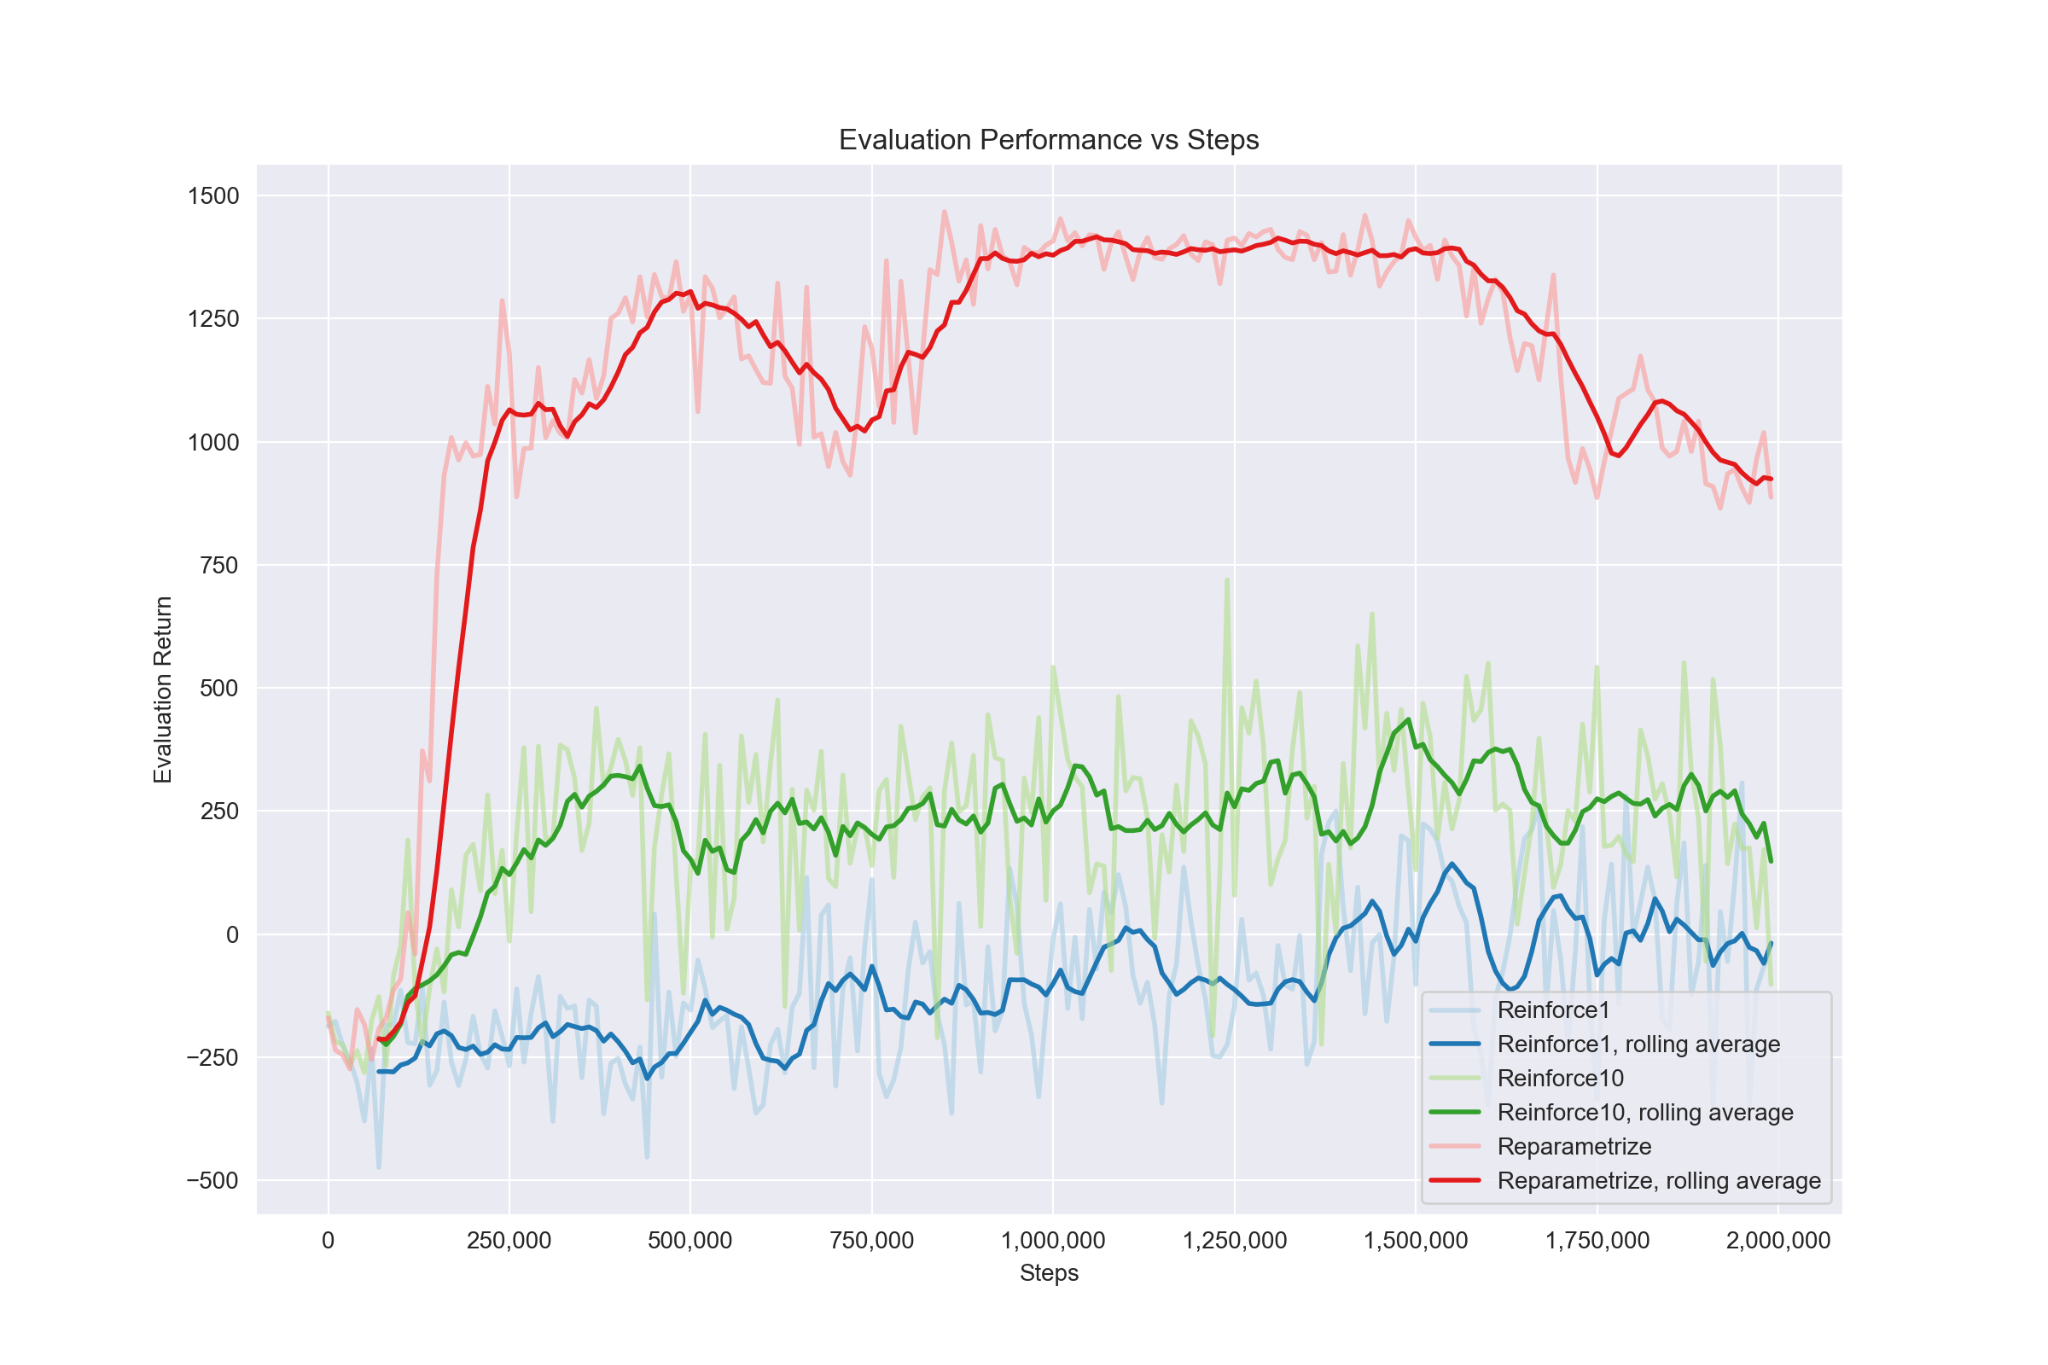 Evaluation Performance vs Steps
1500
1250
1000
750
500
250
0
−250
−500
Evaluation Return
0 250,000 500,000 750,000 1,000,000 1,250,000 1,500,000 1,750,000 2,000,000
Steps
Reinforce1
Reinforce1, rolling average
Reinforce10
Reinforce10, rolling average
Reparametrize
Reparametrize, rolling average